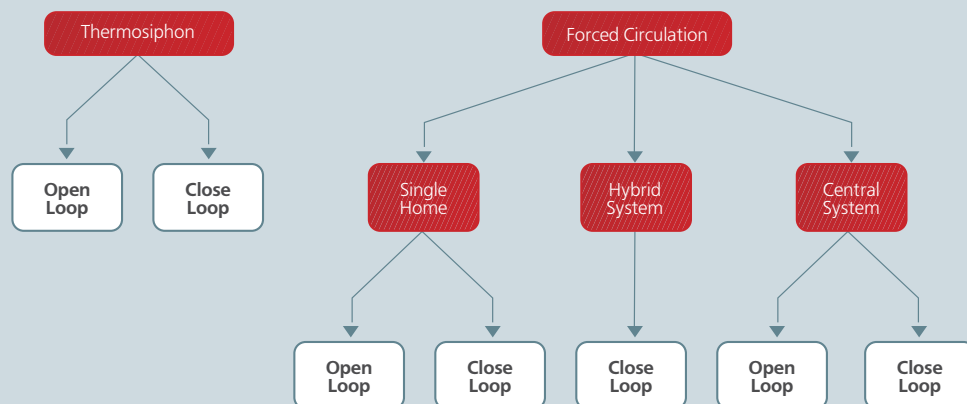 Thermosiphon
Forced Circulation
Open
Loop
Close
Loop
Single
Home
Hybrid
System
Central
System
Open
Loop
Close
Loop
Close
Loop
Open
Loop
Close
Loop